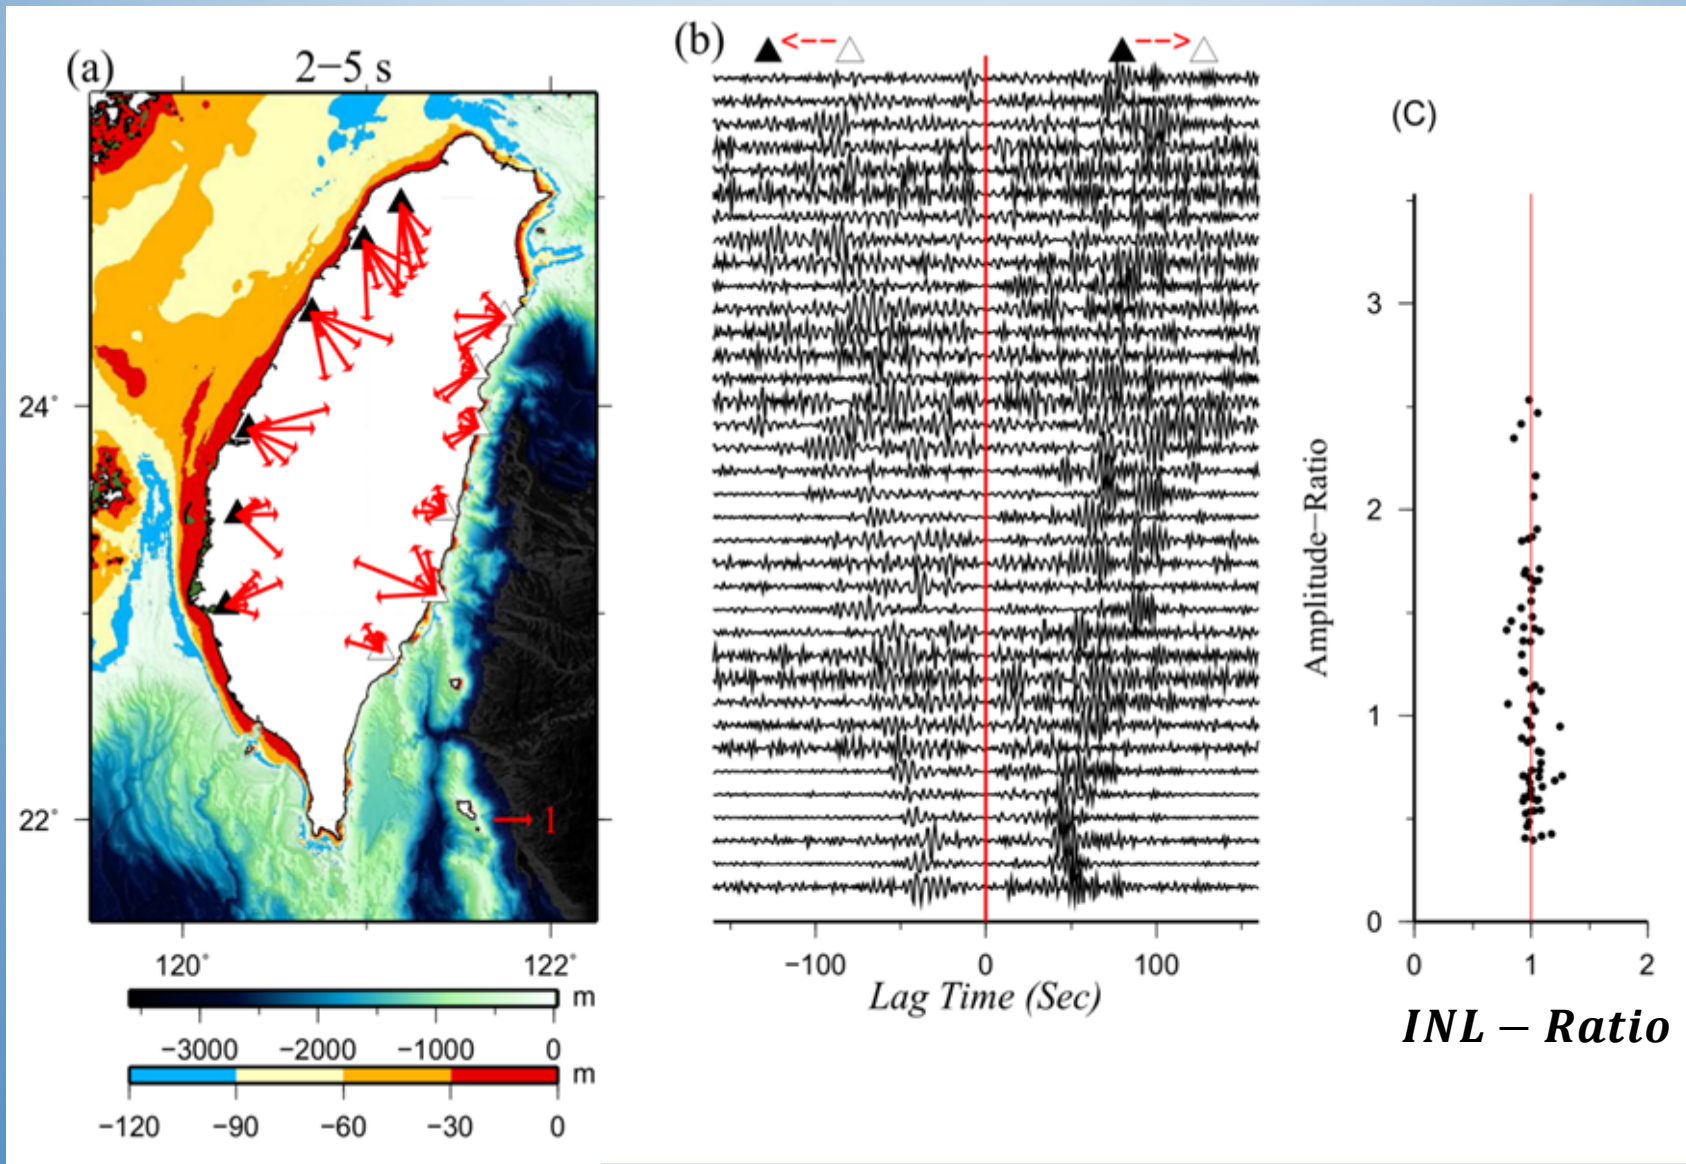 (a)
2−5 s
24°
22°
1
120°
122°
m
−3000
−2000
−1000
0
m
−120
−90
−60
−30
0
(b)
−100
0
100
Lag Time (Sec)
(C)
3
2
1
0
Amplitude−Ratio
0
1
2
INL − Ratio